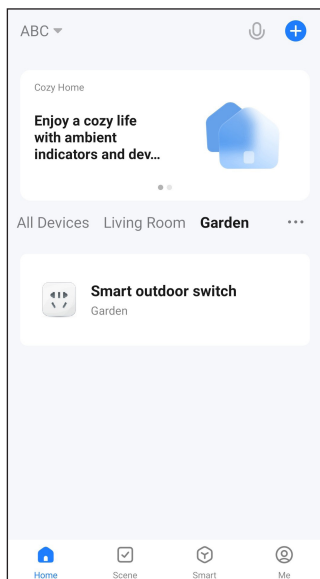 ABC
Cozy Home
Enjoy a cozy life
with ambient
indicators and dev...
All Devices Living Room Garden
Smart outdoor switch
Garden
Home Scene Smart Me